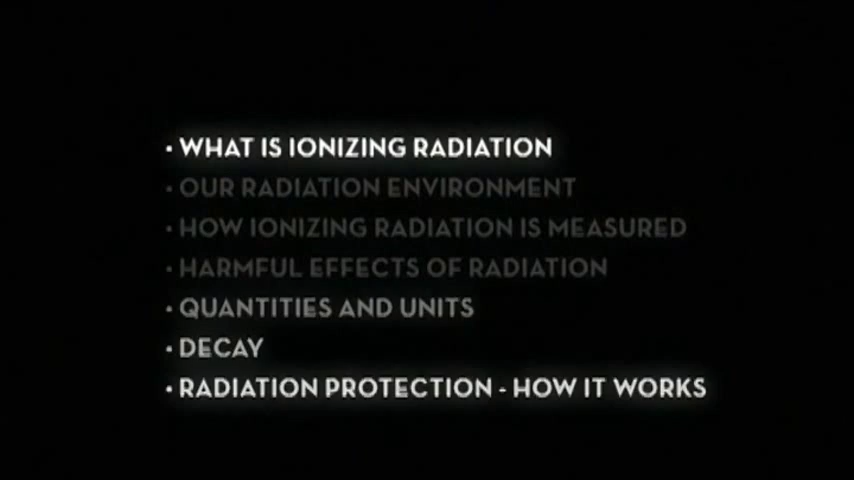 • WHAT IS IONIZING RADIATION
• OUR RADIATION ENVIRONMENT
• HOW IONIZING RADIATION IS MEASURED
• HARMFUL EFFECTS OF RADIATION
• QUANTITIES AND UNITS
• DECAY
• RADIATION PROTECTION - HOW IT WORKS